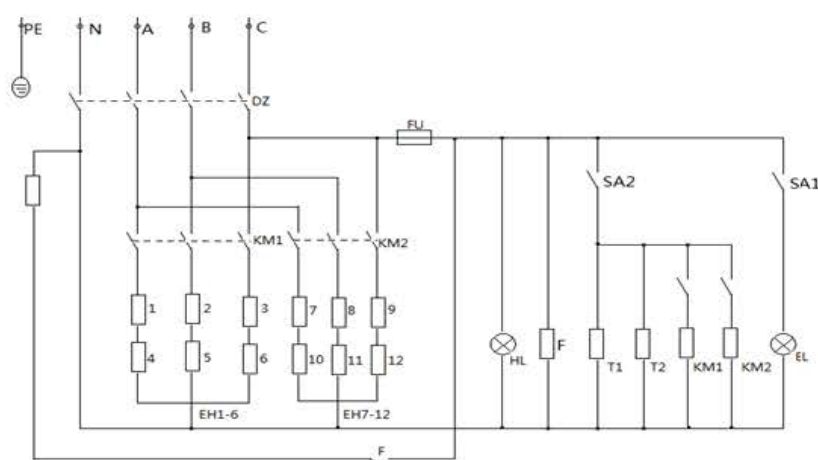 PE N A B C
DZ
FU
SA2 SA1
KM1 KM2
1 2 3 7 8 9
4 5 6 10 11 12
HL F T1 T2 KM1 KM2 EL
EH1-6 EH7-12
F